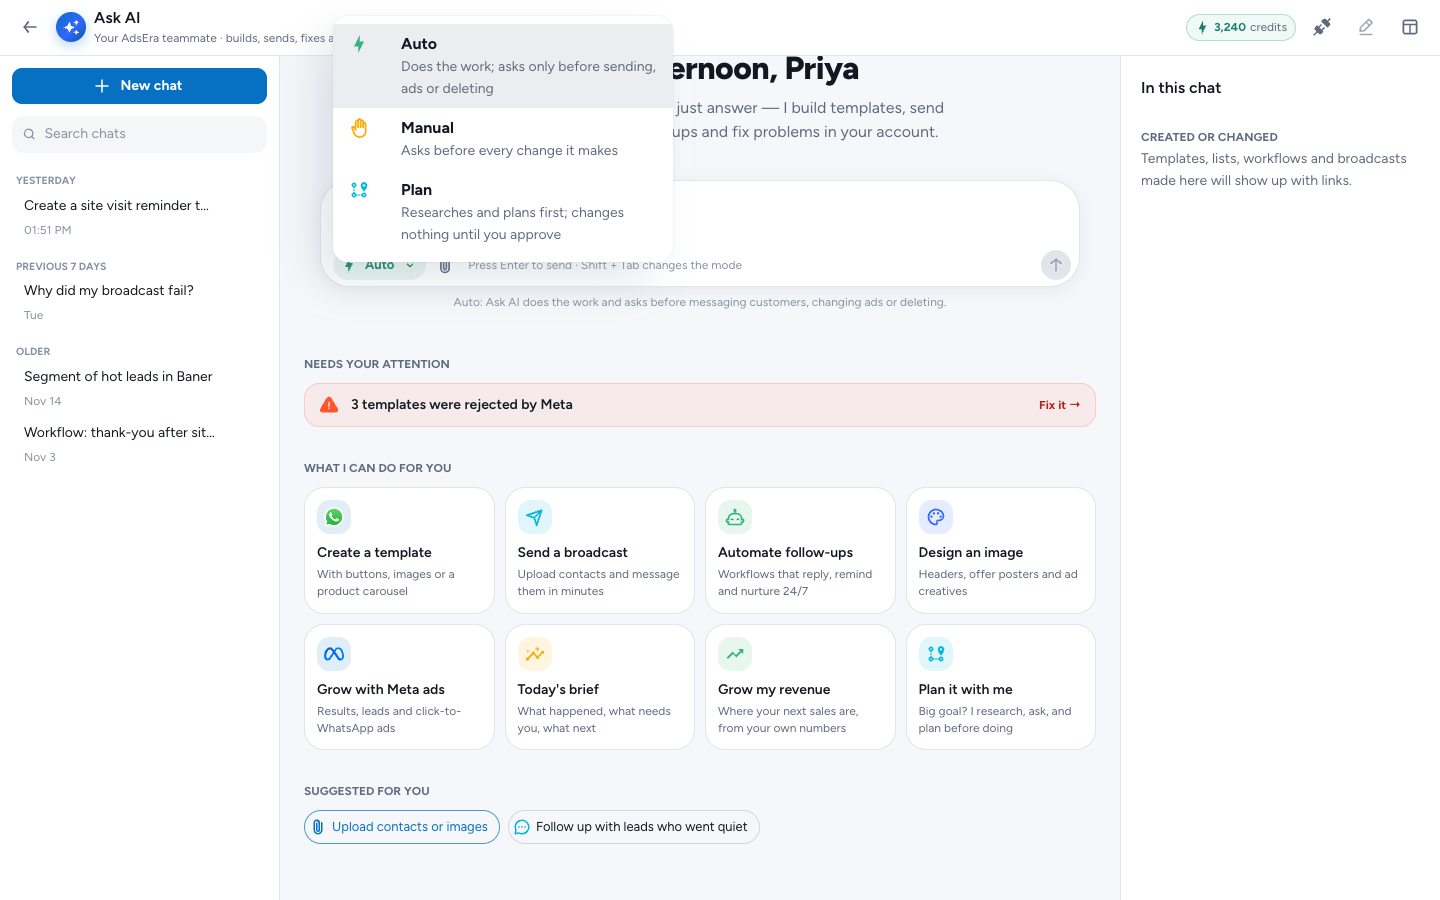 Ask AI
Your AdsEra teammate · builds, sends, fixes a
3,240 credits
New chat
Search chats
YESTERDAY
Create a site visit reminder t...
01:51 PM
PREVIOUS 7 DAYS
Why did my broadcast fail?
Tue
OLDER
Segment of hot leads in Baner
Nov 14
Workflow: thank-you after sit...
Nov 3
Auto
Does the work; asks only before sending,
ads or deleting
Manual
Asks before every change it makes
Plan
Researches and plans first; changes
nothing until you approve
ernoon, Priya
just answer — I build templates, send
ups and fix problems in your account.
Auto
Press Enter to send · Shift + Tab changes the mode
Auto: Ask AI does the work and asks before messaging customers, changing ads or deleting.
NEEDS YOUR ATTENTION
3 templates were rejected by Meta
Fix it →
WHAT I CAN DO FOR YOU
Create a template
With buttons, images or a
product carousel
Send a broadcast
Upload contacts and message
them in minutes
Automate follow-ups
Workflows that reply, remind
and nurture 24/7
Design an image
Headers, offer posters and ad
creatives
Grow with Meta ads
Results, leads and click-to-
WhatsApp ads
Today's brief
What happened, what needs
you, what next
Grow my revenue
Where your next sales are,
from your own numbers
Plan it with me
Big goal? I research, ask, and
plan before doing
SUGGESTED FOR YOU
Upload contacts or images
Follow up with leads who went quiet
In this chat
CREATED OR CHANGED
Templates, lists, workflows and broadcasts
made here will show up with links.